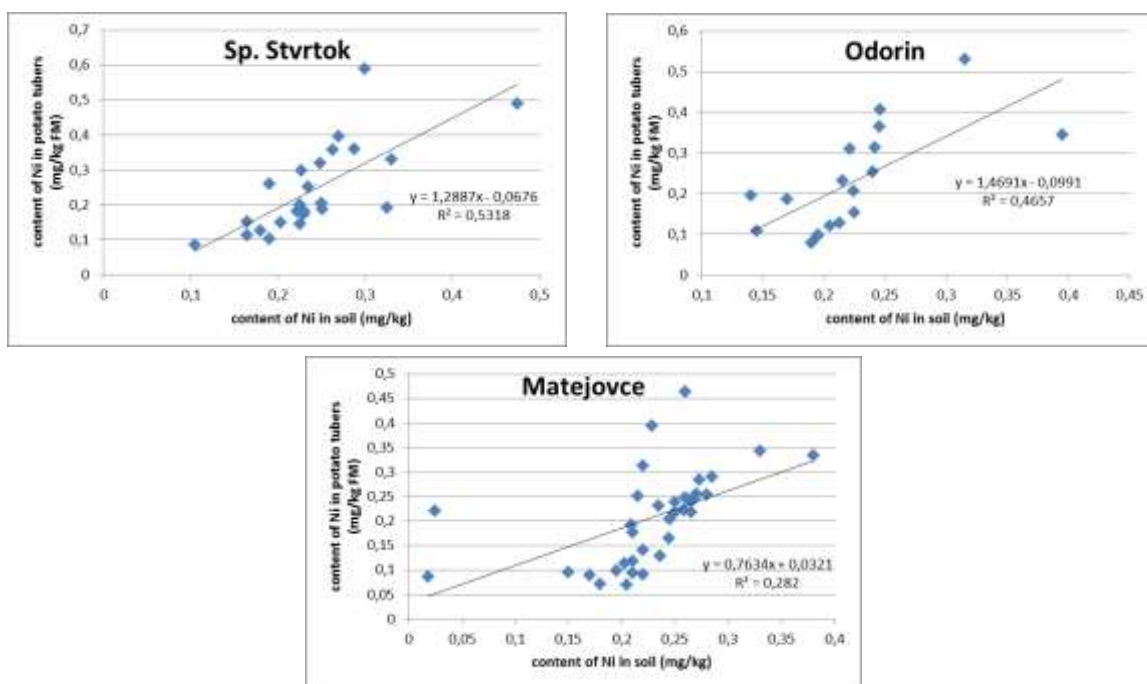 Sp. Stvrtok
content of Ni in potato tubers
(mg/kg FM)
0,7
0,6
0,5
0,4
0,3
0,2
0,1
0
y = 1,2887x - 0,0676
R² = 0,5318
0
0,1
0,2
0,3
0,4
0,5
content of Ni in soil (mg/kg)
Odorin
content of Ni in potato tubers
(mg/kg FM)
0,6
0,5
0,4
0,3
0,2
0,1
0
y = 1,4691x - 0,0991
R² = 0,4657
0,1
0,15
0,2
0,25
0,3
0,35
0,4
0,45
content of Ni in soil (mg/kg)
Matejovce
content of Ni in potato tubers
(mg/kg FM)
0,5
0,45
0,4
0,35
0,3
0,25
0,2
0,15
0,1
0,05
0
y = 0,7634x + 0,0321
R² = 0,282
0
0,05
0,1
0,15
0,2
0,25
0,3
0,35
0,4
content of Ni in soil (mg/kg)